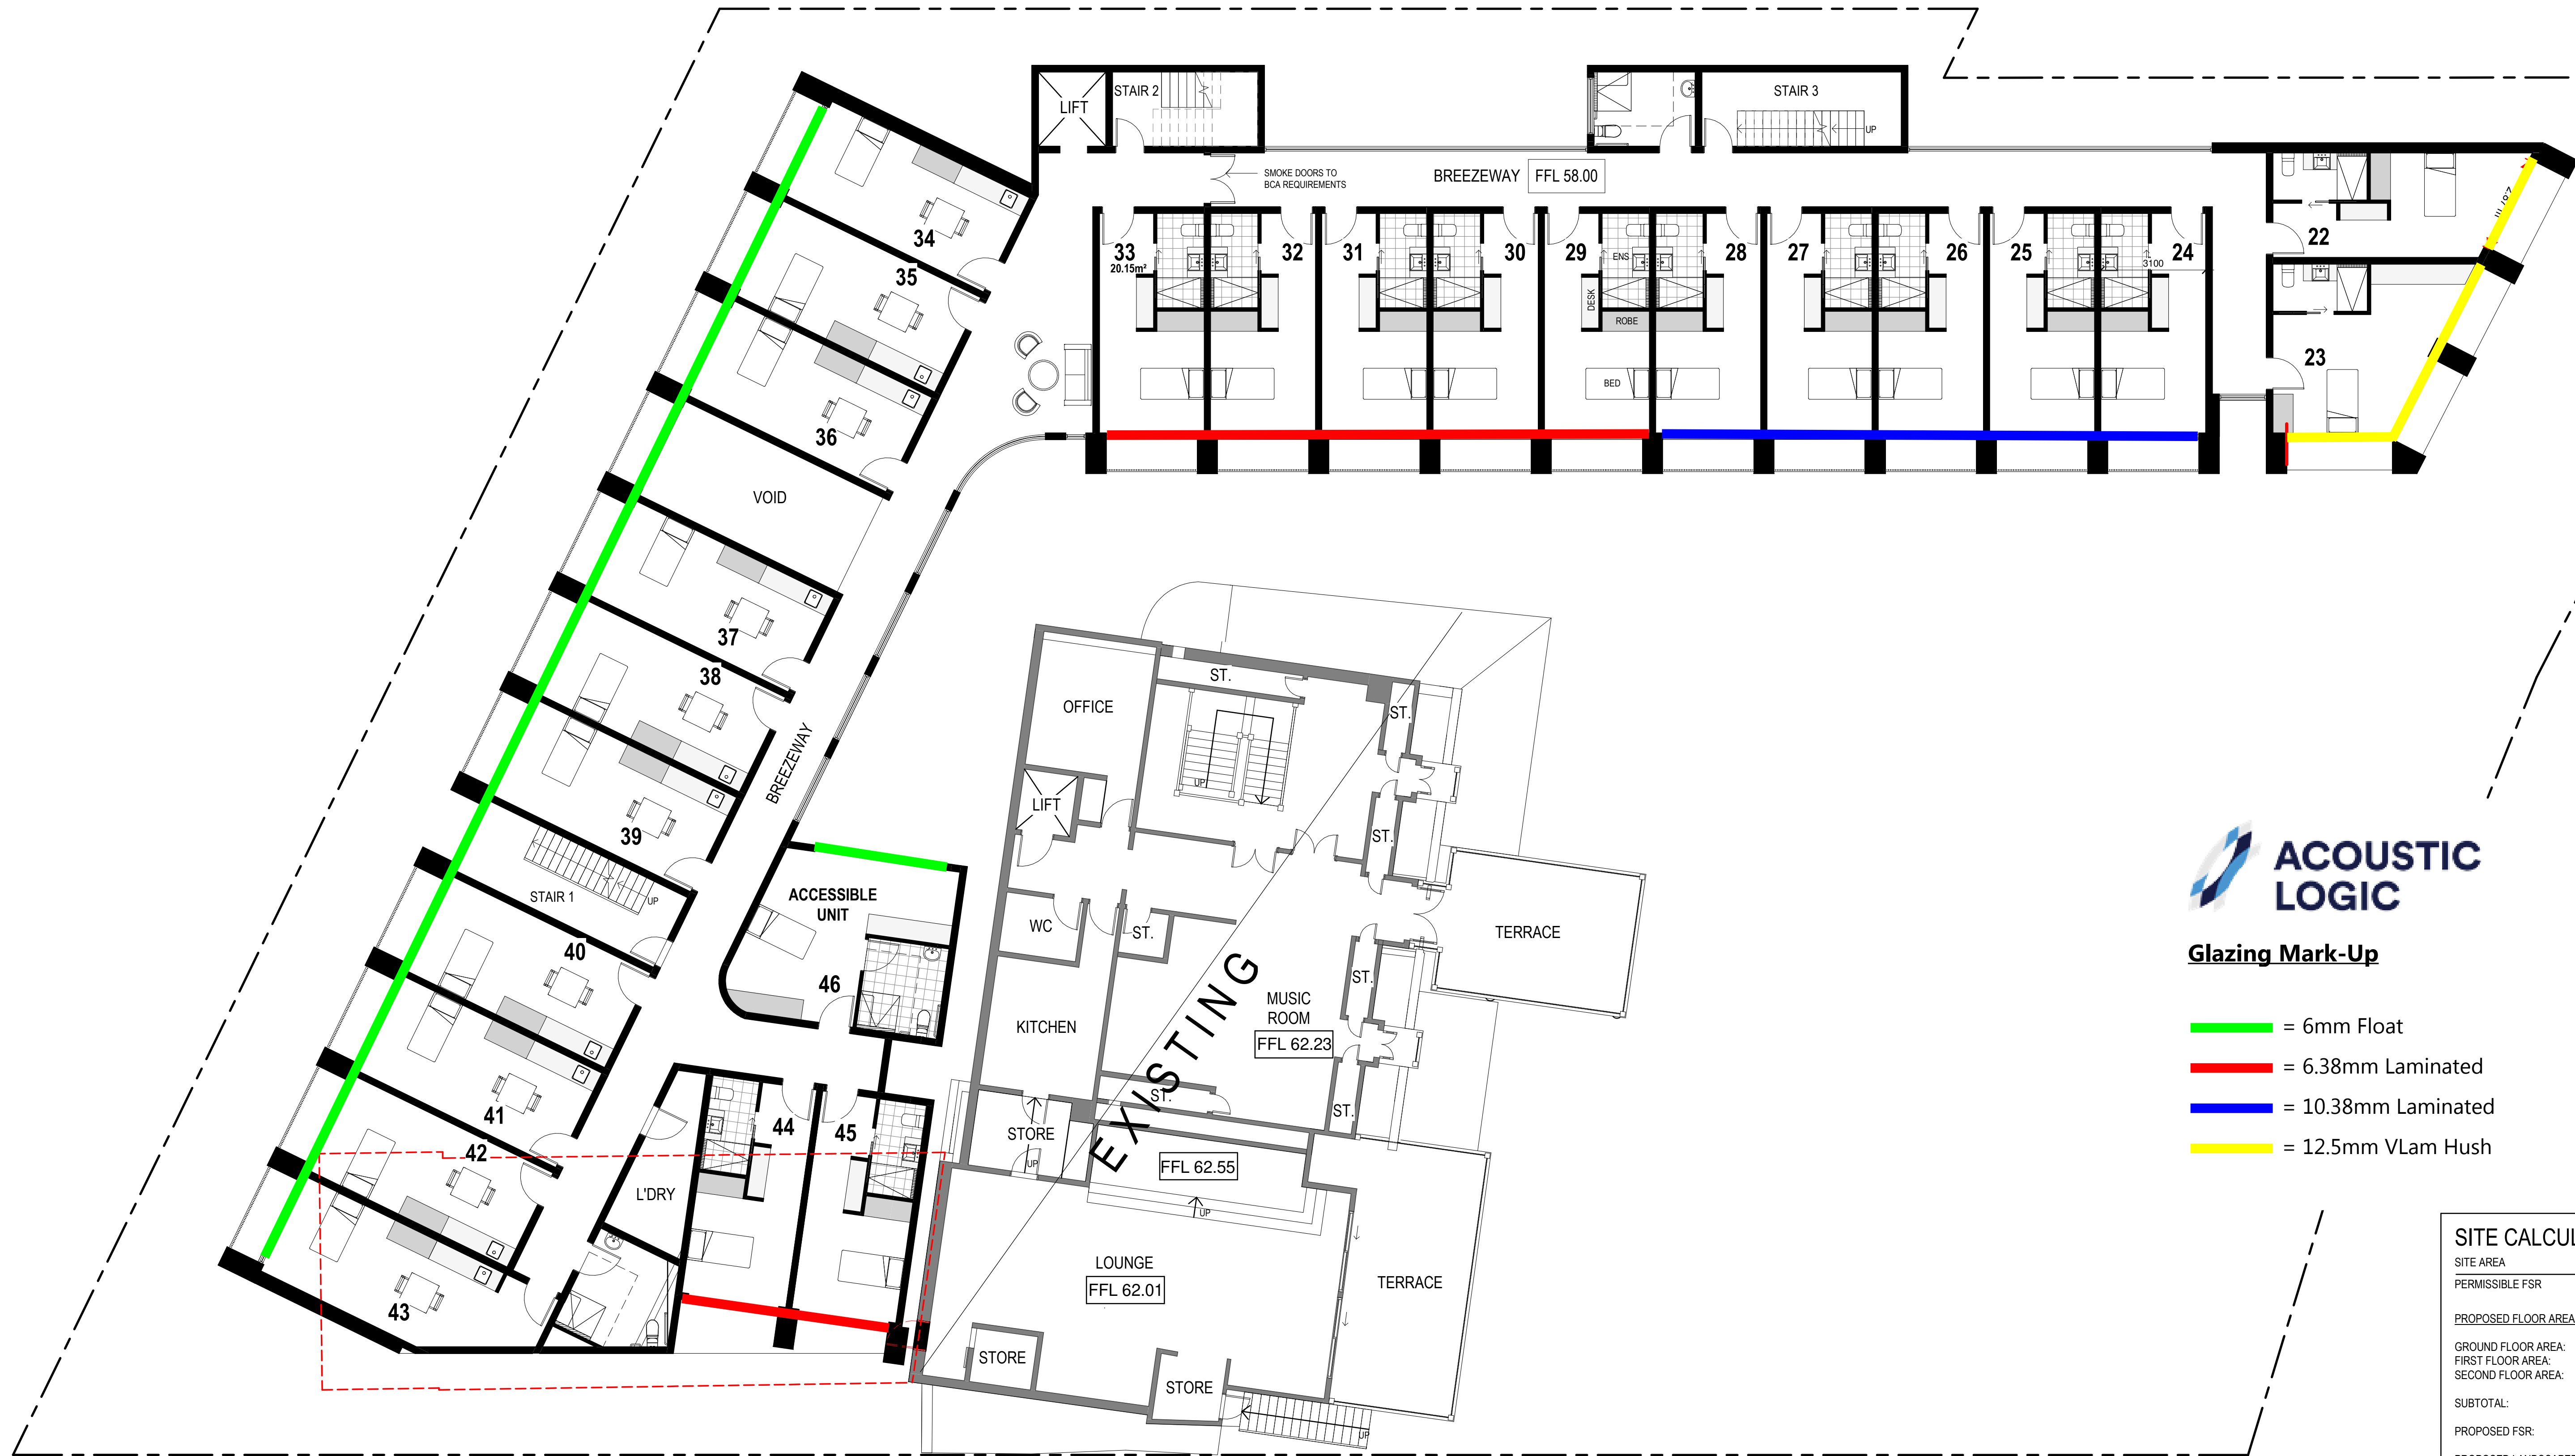 LIFT
STAIR 2
SMOKE DOORS TO
BCA REQUIREMENTS
BREEZEWAY
FFL 58.00
STAIR 3
UP
34
35
36
VOID
37
38
39
STAIR 1
UP
40
41
42
43
BREEZEWAY
33
20.15m²
32
31
30
29
ENS
DESK
ROBE
BED
28
27
26
25
24
3100
22
23
ACCESSIBLE
UNIT
46
44
45
L'DRY
OFFICE
ST.
ST.
UP
LIFT
ST.
WC
ST.
KITCHEN
EXISTING
MUSIC
ROOM
FFL 62.23
ST.
ST.
ST.
TERRACE
STORE
UP
FFL 62.55
UP
LOUNGE
FFL 62.01
TERRACE
STORE
STORE
UP
ACOUSTIC
LOGIC
Glazing Mark-Up
= 6mm Float
= 6.38mm Laminated
= 10.38mm Laminated
= 12.5mm VLam Hush
SITE CALCUL
SITE AREA
PERMISSIBLE FSR
PROPOSED FLOOR AREA
GROUND FLOOR AREA:
FIRST FLOOR AREA:
SECOND FLOOR AREA:
SUBTOTAL:
PROPOSED FSR: